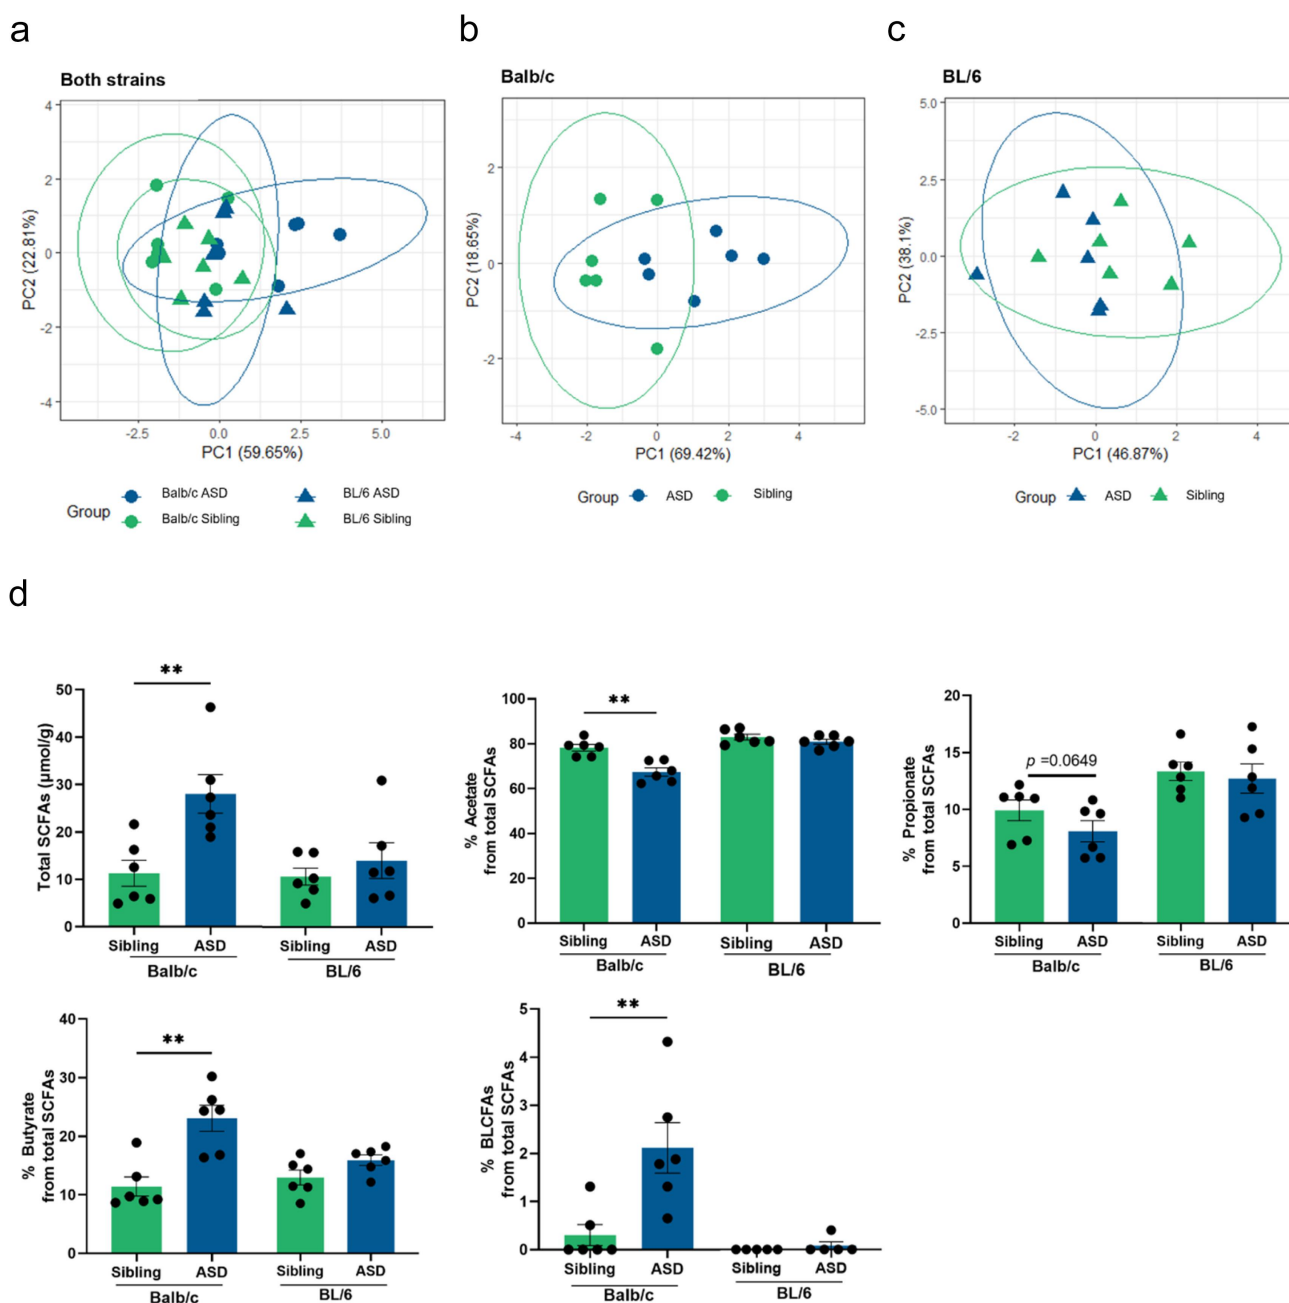 a
b
c
Both strains
Balb/c
BL/6
4
2
0
-2
-4
PC2 (22.81%)
-2.5
0.0
2.5
5.0
PC1 (59.65%)
Group
Balb/c ASD
BL/6 ASD
Balb/c Sibling
BL/6 Sibling
2
0
-2
PC2 (18.65%)
-4
-2
0
2
4
PC1 (69.42%)
Group
ASD
Sibling
5.0
2.5
0.0
-2.5
-5.0
PC2 (38.1%)
-2
0
2
4
PC1 (46.87%)
Group
ASD
Sibling
d
**
50
40
30
20
10
0
Total SCFAs (μmol/g)
Sibling
ASD
Sibling
ASD
Balb/c
BL/6
**
100
80
60
40
20
0
% Acetate
from total SCFAs
Sibling
ASD
Sibling
ASD
Balb/c
BL/6
p =0.0649
20
15
10
5
0
% Propionate
from total SCFAs
Sibling
ASD
Sibling
ASD
Balb/c
BL/6
**
40
30
20
10
0
% Butyrate
from total SCFAs
Sibling
ASD
Sibling
ASD
Balb/c
BL/6
**
5
4
3
2
1
0
% BLCFAs
from total SCFAs
Sibling
ASD
Sibling
ASD
Balb/c
BL/6